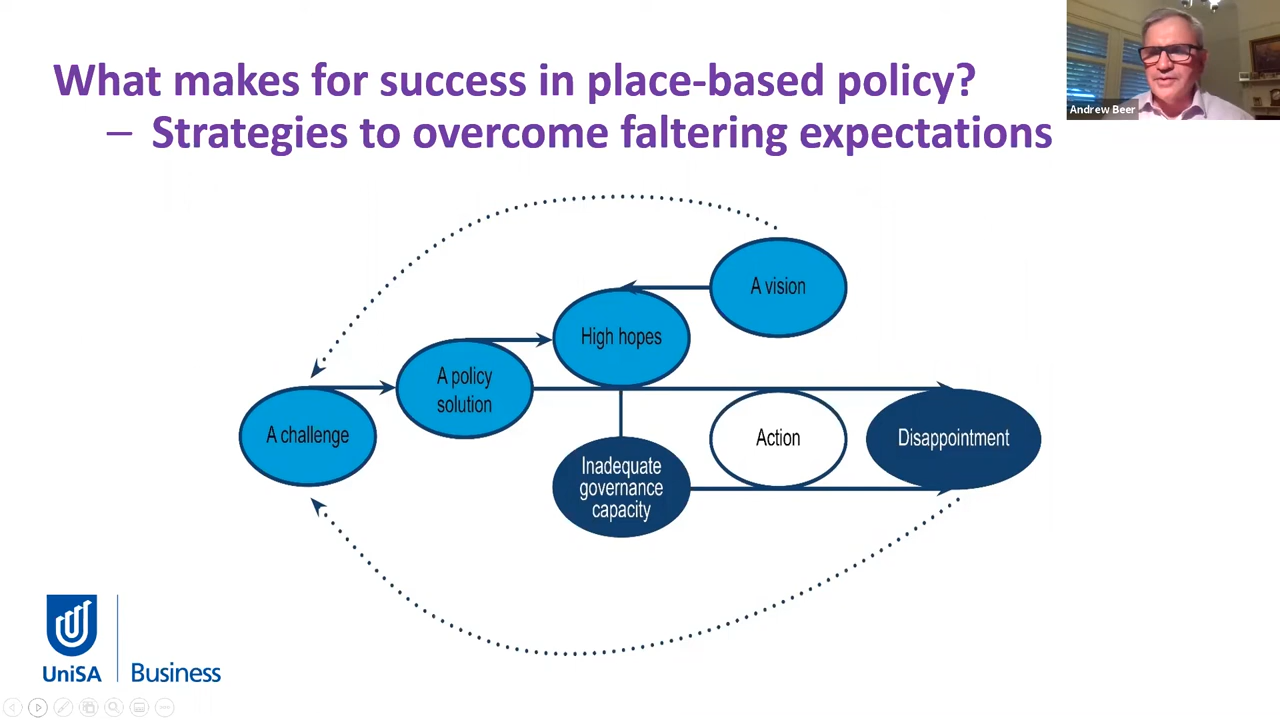 What makes for success in place-based policy?
– Strategies to overcome faltering expectations
Andrew Beer
A vision
High hopes
A policy
solution
A challenge
Action
Disappointment
Inadequate
governance
capacity
UniSA
Business